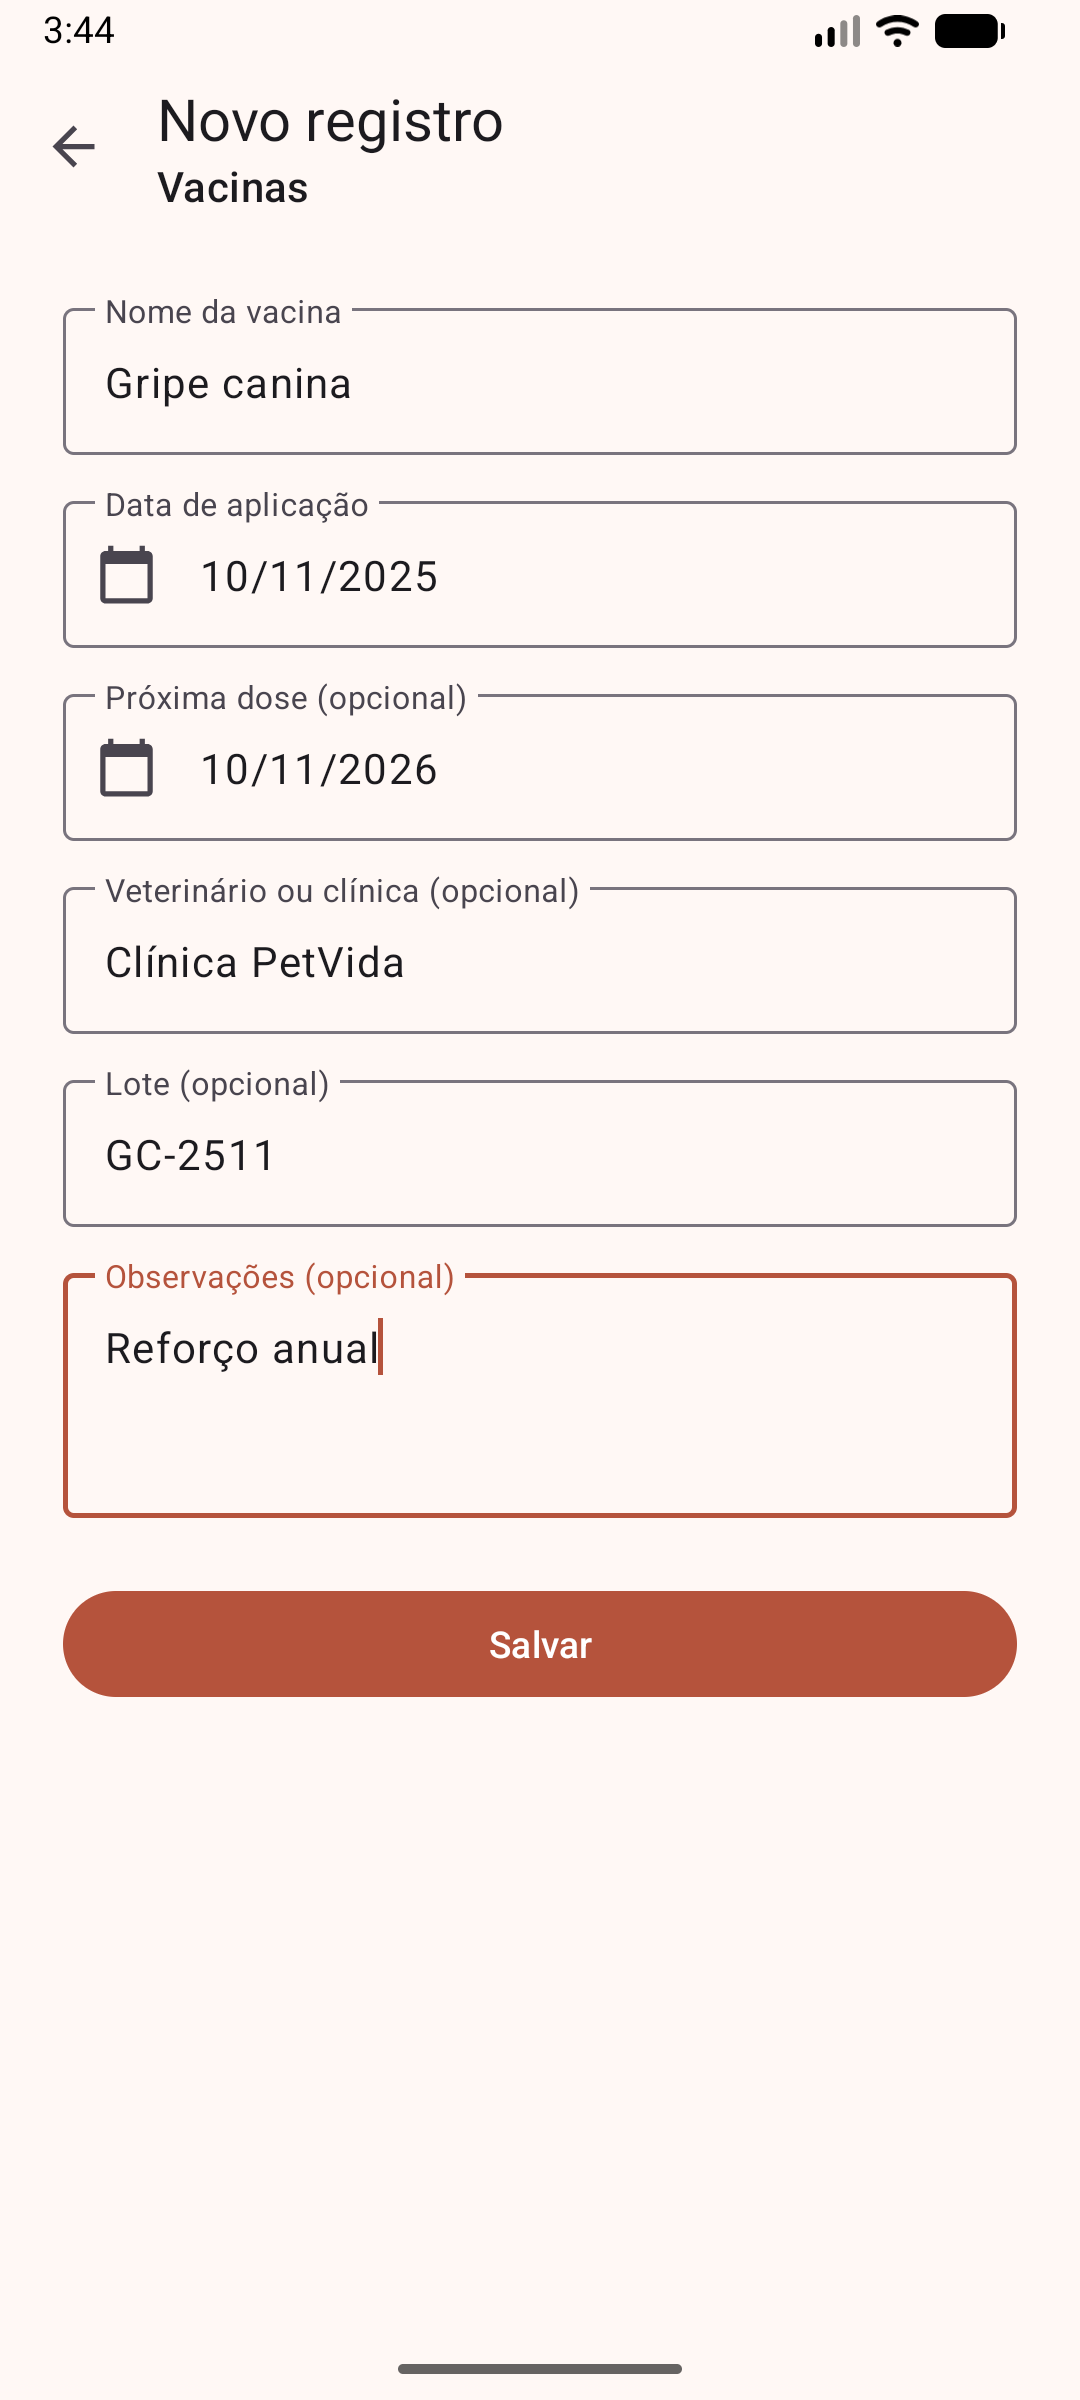 3:44
Novo registro
Vacinas
Nome da vacina
Gripe canina
Data de aplicação
10/11/2025
Próxima dose (opcional)
10/11/2026
Veterinário ou clínica (opcional)
Clínica PetVida
Lote (opcional)
GC-2511
Observações (opcional)
Reforço anual
Salvar